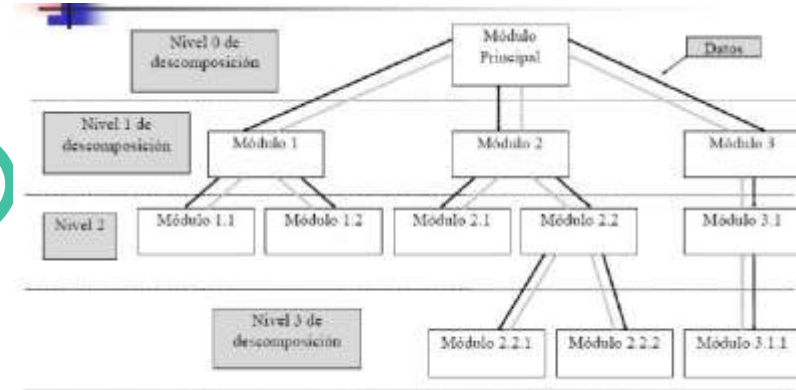 Nivel 0 de
descomposición
Módulo
Principal
Datos
Nivel 1 de
descomposición
Módulo 1
Módulo 2
Módulo 3
Nivel 2
Módulo 1.1
Módulo 1.2
Módulo 2.1
Módulo 2.2
Módulo 3.1
Nivel 3 de
descomposición
Módulo 2.2.1
Módulo 2.2.2
Módulo 3.1.1